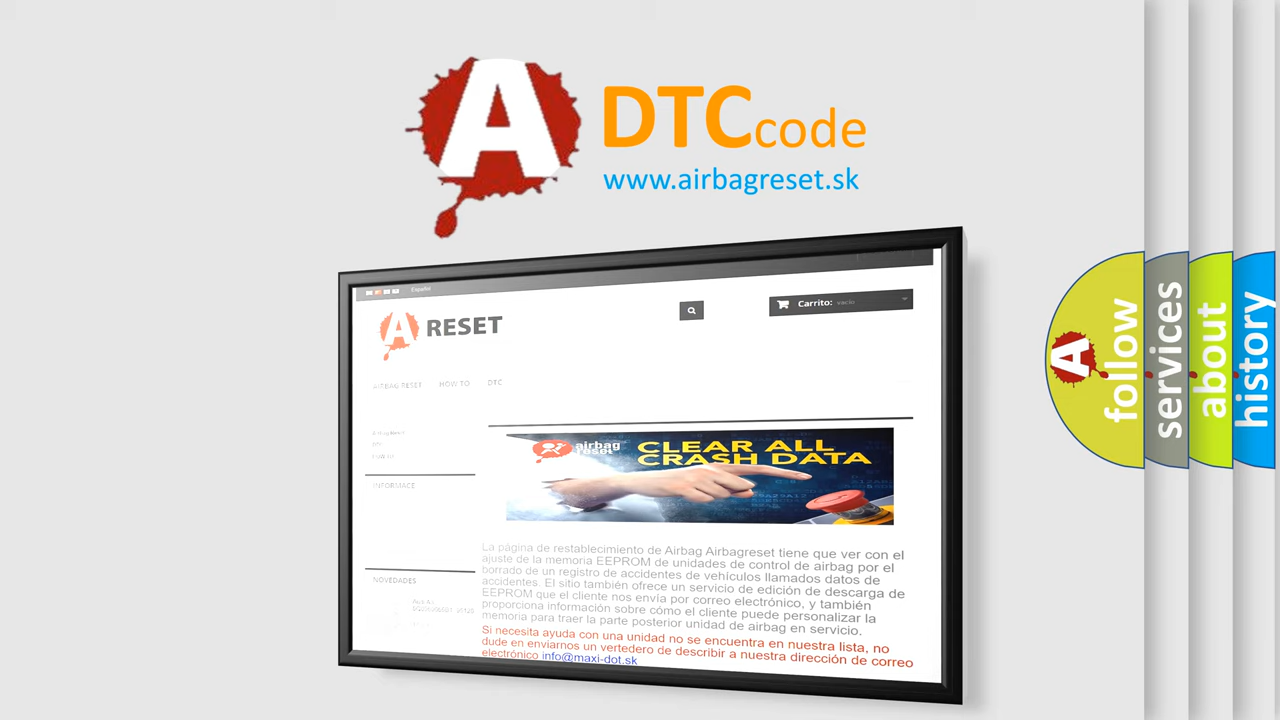 A DTCcode
www.airbagreset.sk
Español
A RESET
Carrito: vacío
AIRBAG RESET HOW TO DTC
INFORMACE
airbag
reset
CLEAR ALL
CRASH DATA
La página de restablecimiento de Airbag Airbagreset tiene que ver con el
ajuste de la memoria EEPROM de unidades de control de airbag por el
borrado de un registro de accidentes de vehículos llamados datos de
accidentes. El sitio también ofrece un servicio de edición de descarga de
EEPROM que el cliente nos envía por correo electrónico, y también
proporciona información sobre cómo el cliente puede personalizar la
memoria para traer la parte posterior unidad de airbag en servicio.
Si necesita ayuda con una unidad no se encuentra en nuestra lista, no
dude en enviarnos un vertedero de describir a nuestra dirección de correo
electrónico info@maxi-dot.sk
NOVEDADES
A follow
services
about
history